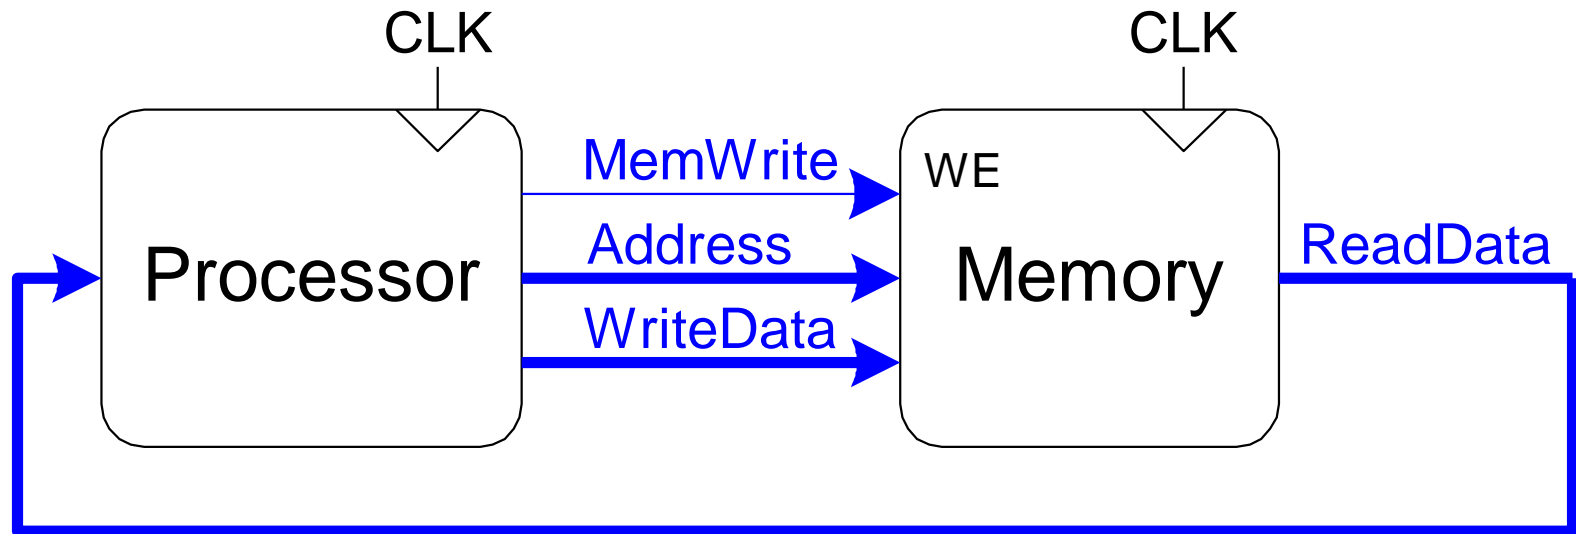 CLK
CLK
MemWrite
WE
Processor
Address
Memory
ReadData
WriteData